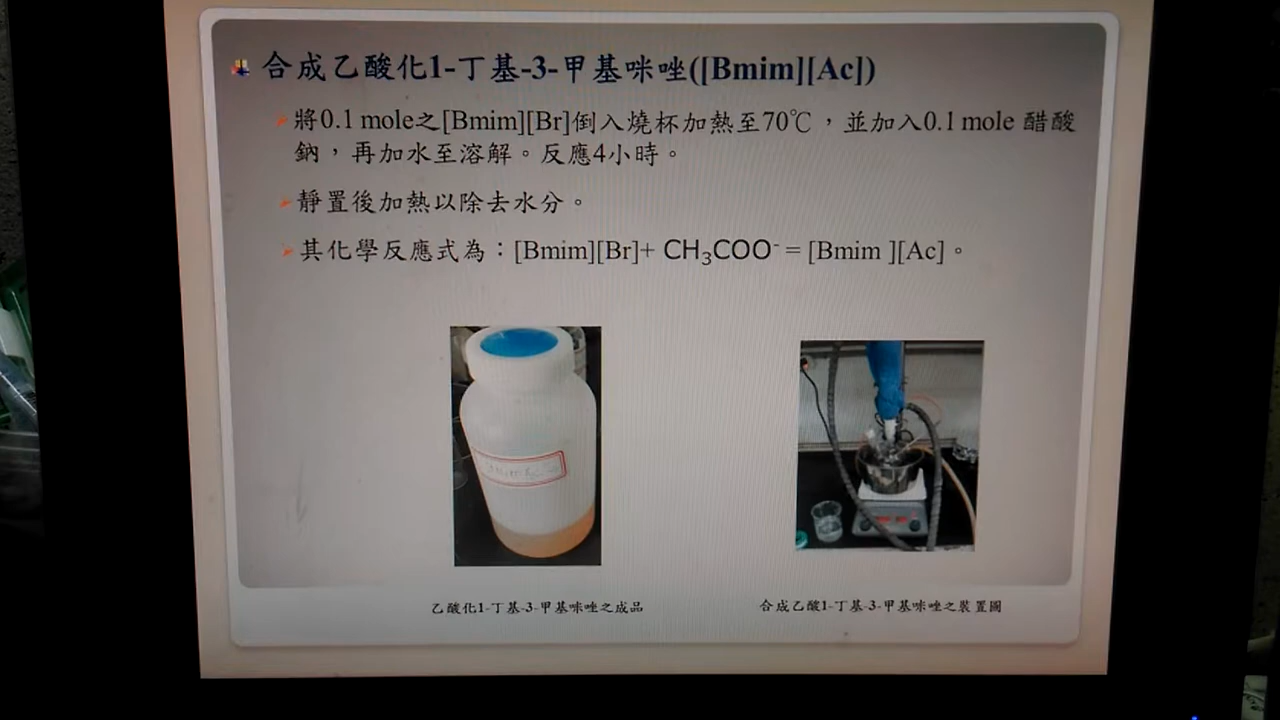 合成乙酸化1-丁基-3-甲基咪唑([Bmim][Ac])
將0.1 mole之[Bmim][Br]倒入燒杯加熱至70℃，並加入0.1 mole 醋酸
鈉，再加水至溶解。反應4小時。
靜置後加熱以除去水分。
其化學反應式為：[Bmim][Br]+ CH₃COO⁻ = [Bmim ][Ac]。
乙酸化1-丁基-3-甲基咪唑之成品
合成乙酸1-丁基-3-甲基咪唑之裝置圖